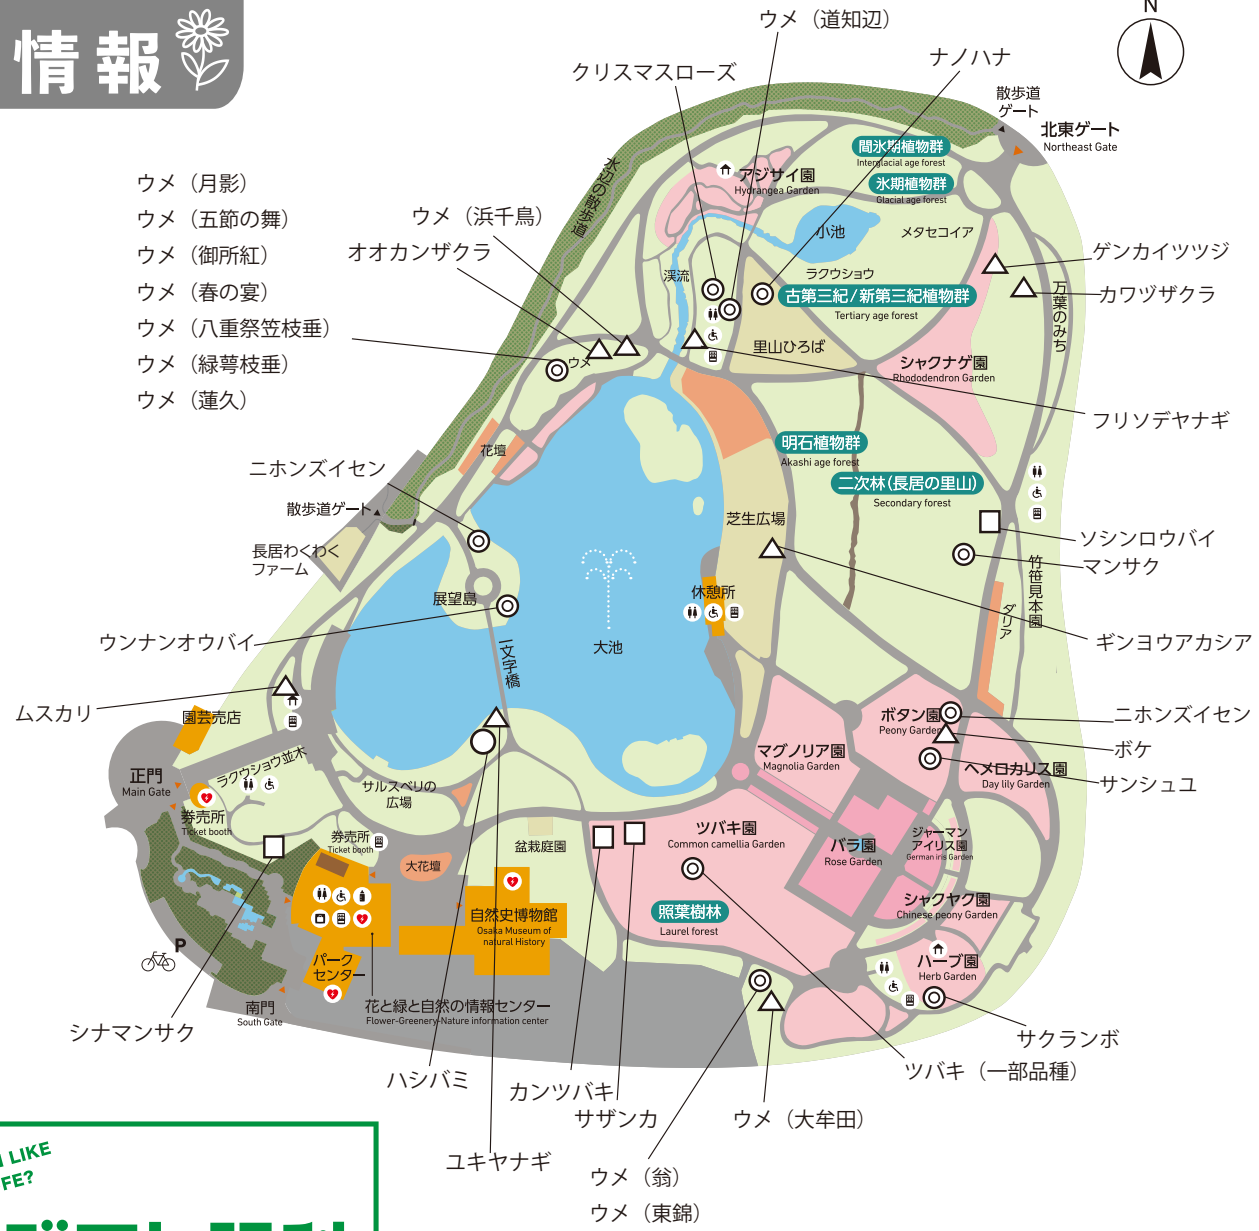 情報
N
ウメ（道知辺）
クリスマスローズ
ナノハナ
散歩道
ゲート
北東ゲート
Northeast Gate
間氷期植物群
Interglacial age forest
氷期植物群
Glacial age forest
アジサイ園
Hydrangea Garden
水辺の散歩道
ウメ（月影）
ウメ（五節の舞）
ウメ（御所紅）
ウメ（春の宴）
ウメ（八重祭笠枝垂）
ウメ（緑萼枝垂）
ウメ（蓮久）
ウメ（浜千鳥）
オオカンザクラ
小池
メタセコイア
ゲンカイツツジ
カワヅザクラ
万葉のみち
渓流
ラクウショウ
古第三紀/新第三紀植物群
Tertiary age forest
里山ひろば
シャクナゲ園
Rhododendron Garden
ウメ
フリソデヤナギ
花壇
明石植物群
Akashi age forest
二次林(長居の里山)
Secondary forest
ニホンズイセン
散歩道ゲート
長居わくわく
ファーム
芝生広場
ソシンロウバイ
マンサク
竹笹見本園
ダリア
展望島
休憩所
大池
一文字橋
ウンナンオウバイ
ギンヨウアカシア
ムスカリ
園芸売店
ニホンズイセン
ボケ
サンシュユ
ボタン園
Peony Garden
ヘメロカリス園
Day lily Garden
マグノリア園
Magnolia Garden
正門
Main Gate
ラクウショウ並木
サルスベリの
広場
券売所
Ticket booth
券売所
Ticket booth
大花壇
盆栽庭園
ツバキ園
Common camellia Garden
バラ園
Rose Garden
ジャーマン
アイリス園
German iris Garden
シャクヤク園
Chinese peony Garden
照葉樹林
Laurel forest
自然史博物館
Osaka Museum of
natural History
パーク
センター
ハーブ園
Herb Garden
P
南門
South Gate
花と緑と自然の情報センター
Flower-Greenery-Nature information center
シナマンサク
ハシバミ
カンツバキ
サザンカ
ユキヤナギ
ウメ（大牟田）
ウメ（翁）
ウメ（東錦）
ツバキ（一部品種）
サクランボ
LIKE
FE?